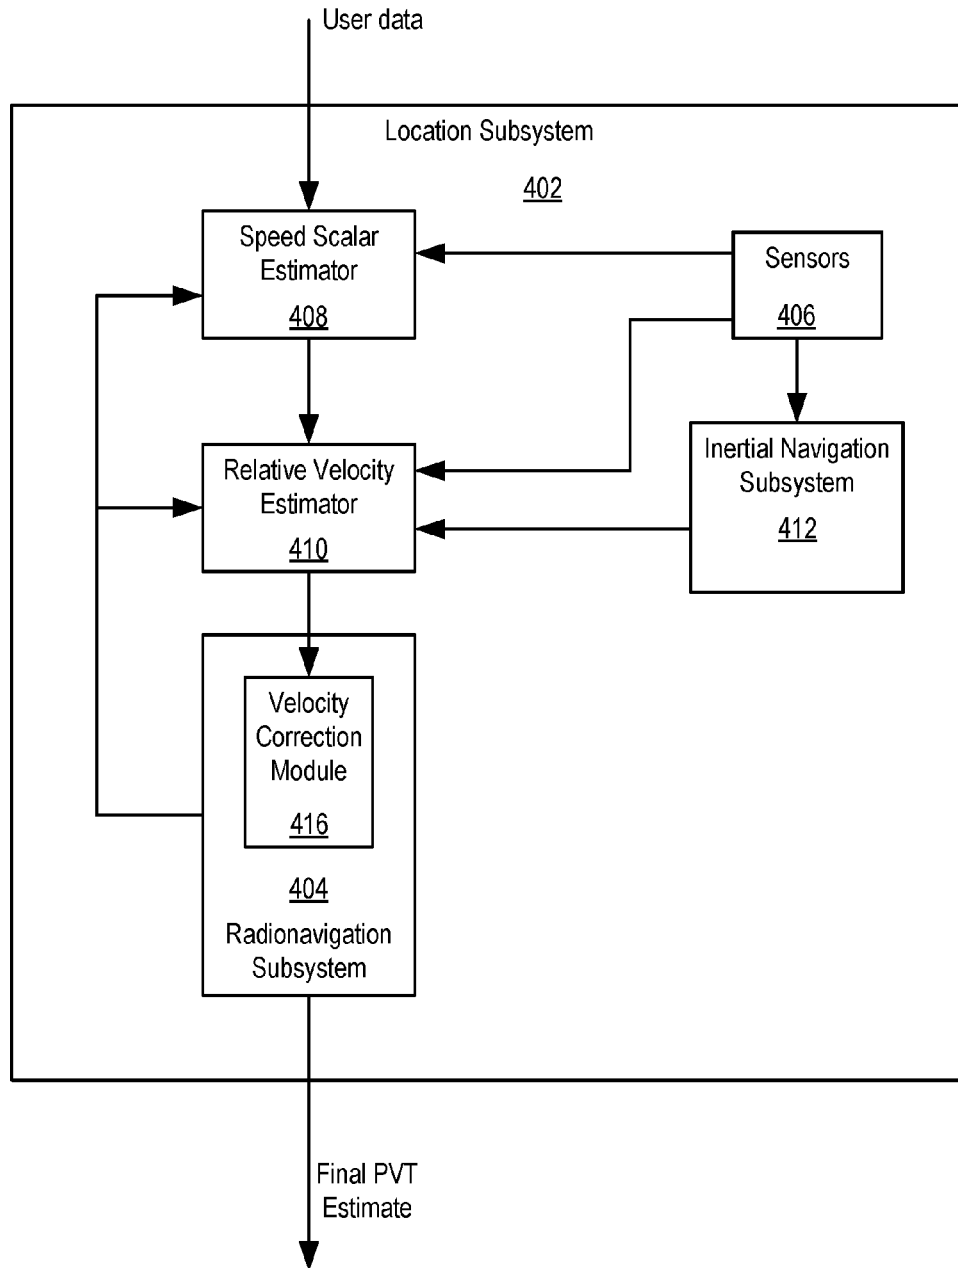 User data
Location Subsystem
402
Speed Scalar
Estimator
408
Sensors
406
Relative Velocity
Estimator
410
Inertial Navigation
Subsystem
412
Velocity
Correction
Module
416
404
Radionavigation
Subsystem
Final PVT
Estimate